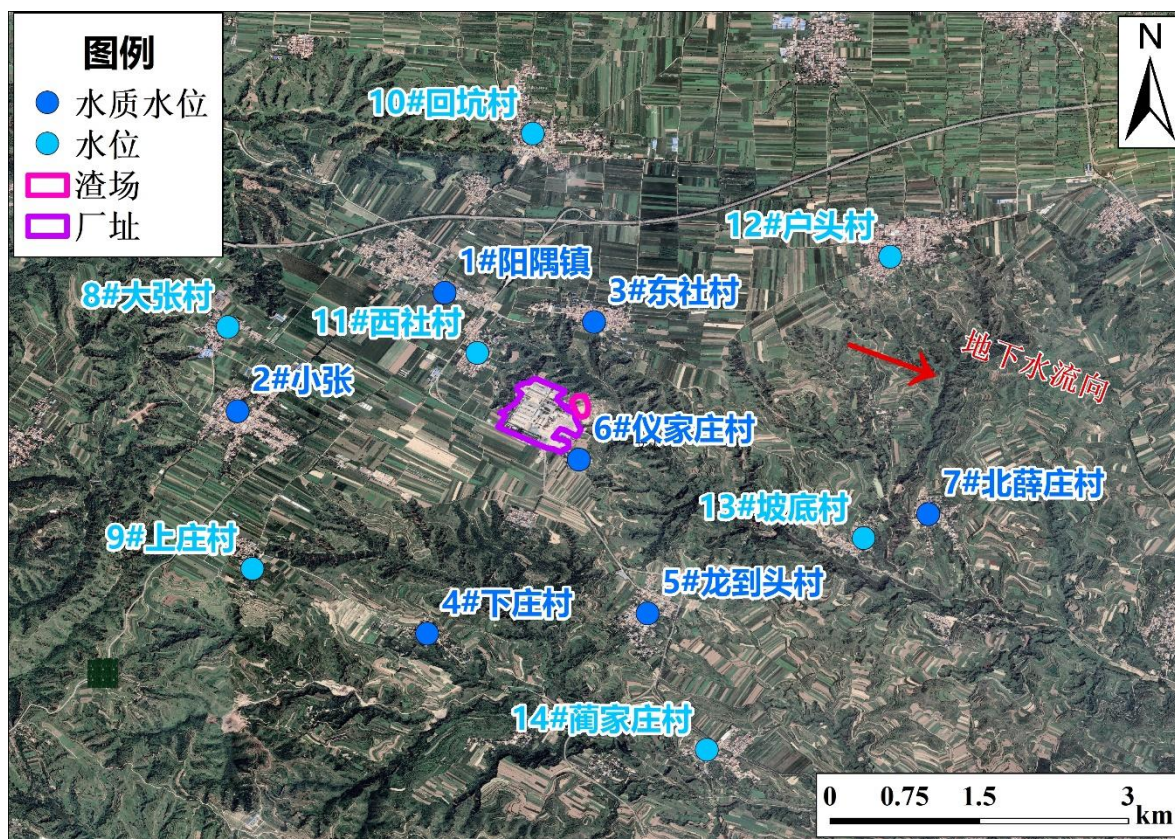 图例
水质水位
水位
渣场
厂址
N
10#回坑村
12#户头村
1#阳隅镇
3#东社村
8#大张村
11#西社村
地下水流向
2#小张
6#仪家庄村
7#北薛庄村
13#坡底村
9#上庄村
5#龙到头村
4#下庄村
14#蔺家庄村
0 0.75 1.5 3
km